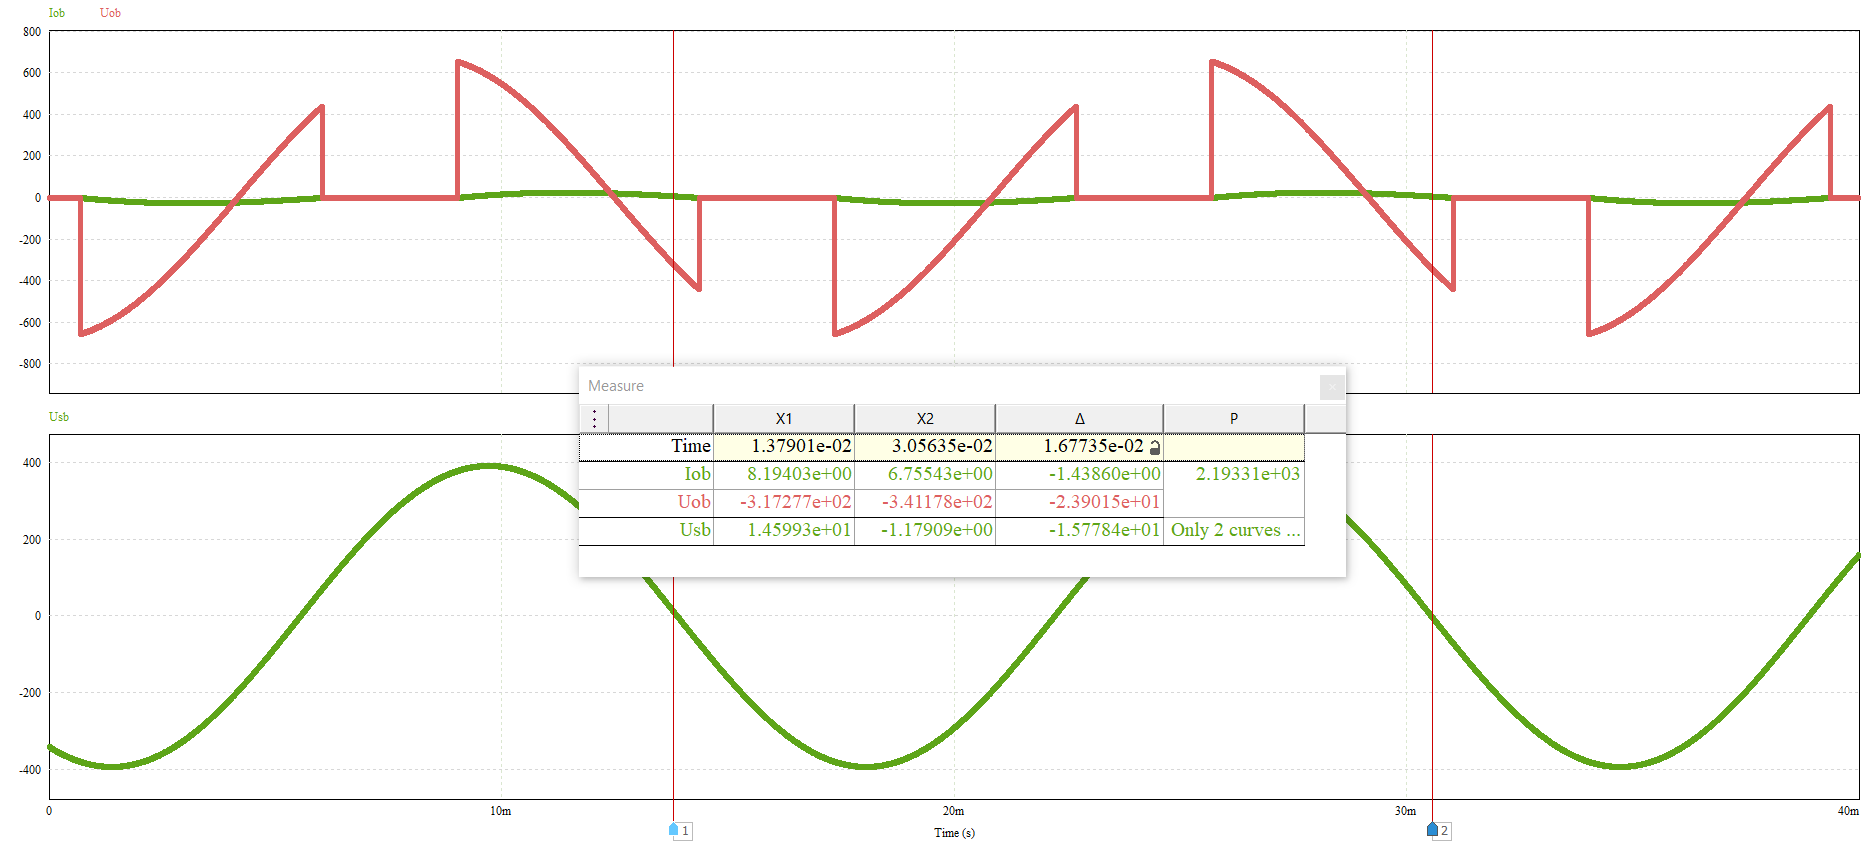 Iob Uob
800
600
400
200
0
-200
-400
-600
-800
Measure
X1 X2 Δ P
Time 1.37901e-02 3.05635e-02 1.67735e-02
Iob 8.19403e+00 6.75543e+00 -1.43860e+00 2.19331e+03
Uob -3.17277e+02 -3.41178e+02 -2.39015e+01
Usb 1.45993e+01 -1.17909e+00 -1.57784e+01 Only 2 curves ...
Usb
400
200
0
-200
-400
0 10m 20m 30m 40m
Time (s)
1 2